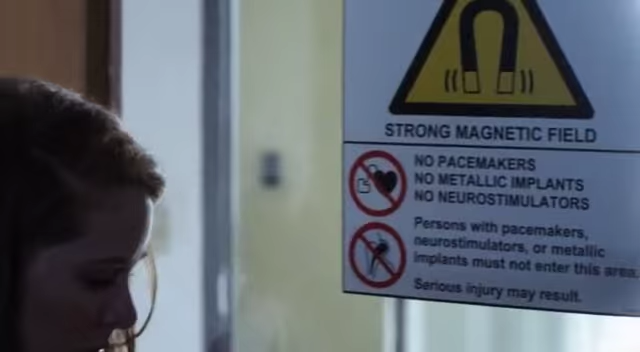 STRONG MAGNETIC FIELD
NO PACEMAKERS
NO METALLIC IMPLANTS
NO NEUROSTIMULATORS
Persons with pacemakers,
neurostimulators, or metallic
implants must not enter this area.
Serious injury may result.